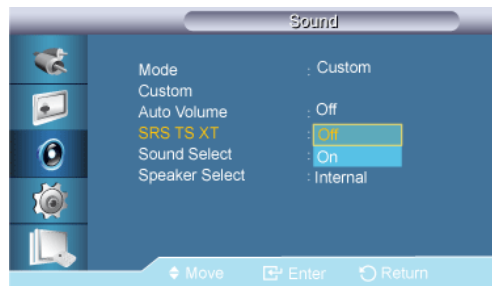 Sound
Mode : Custom
Custom
Auto Volume : Off
SRS TS XT : Off
: On
Sound Select
Speaker Select : Internal
Move Enter Return